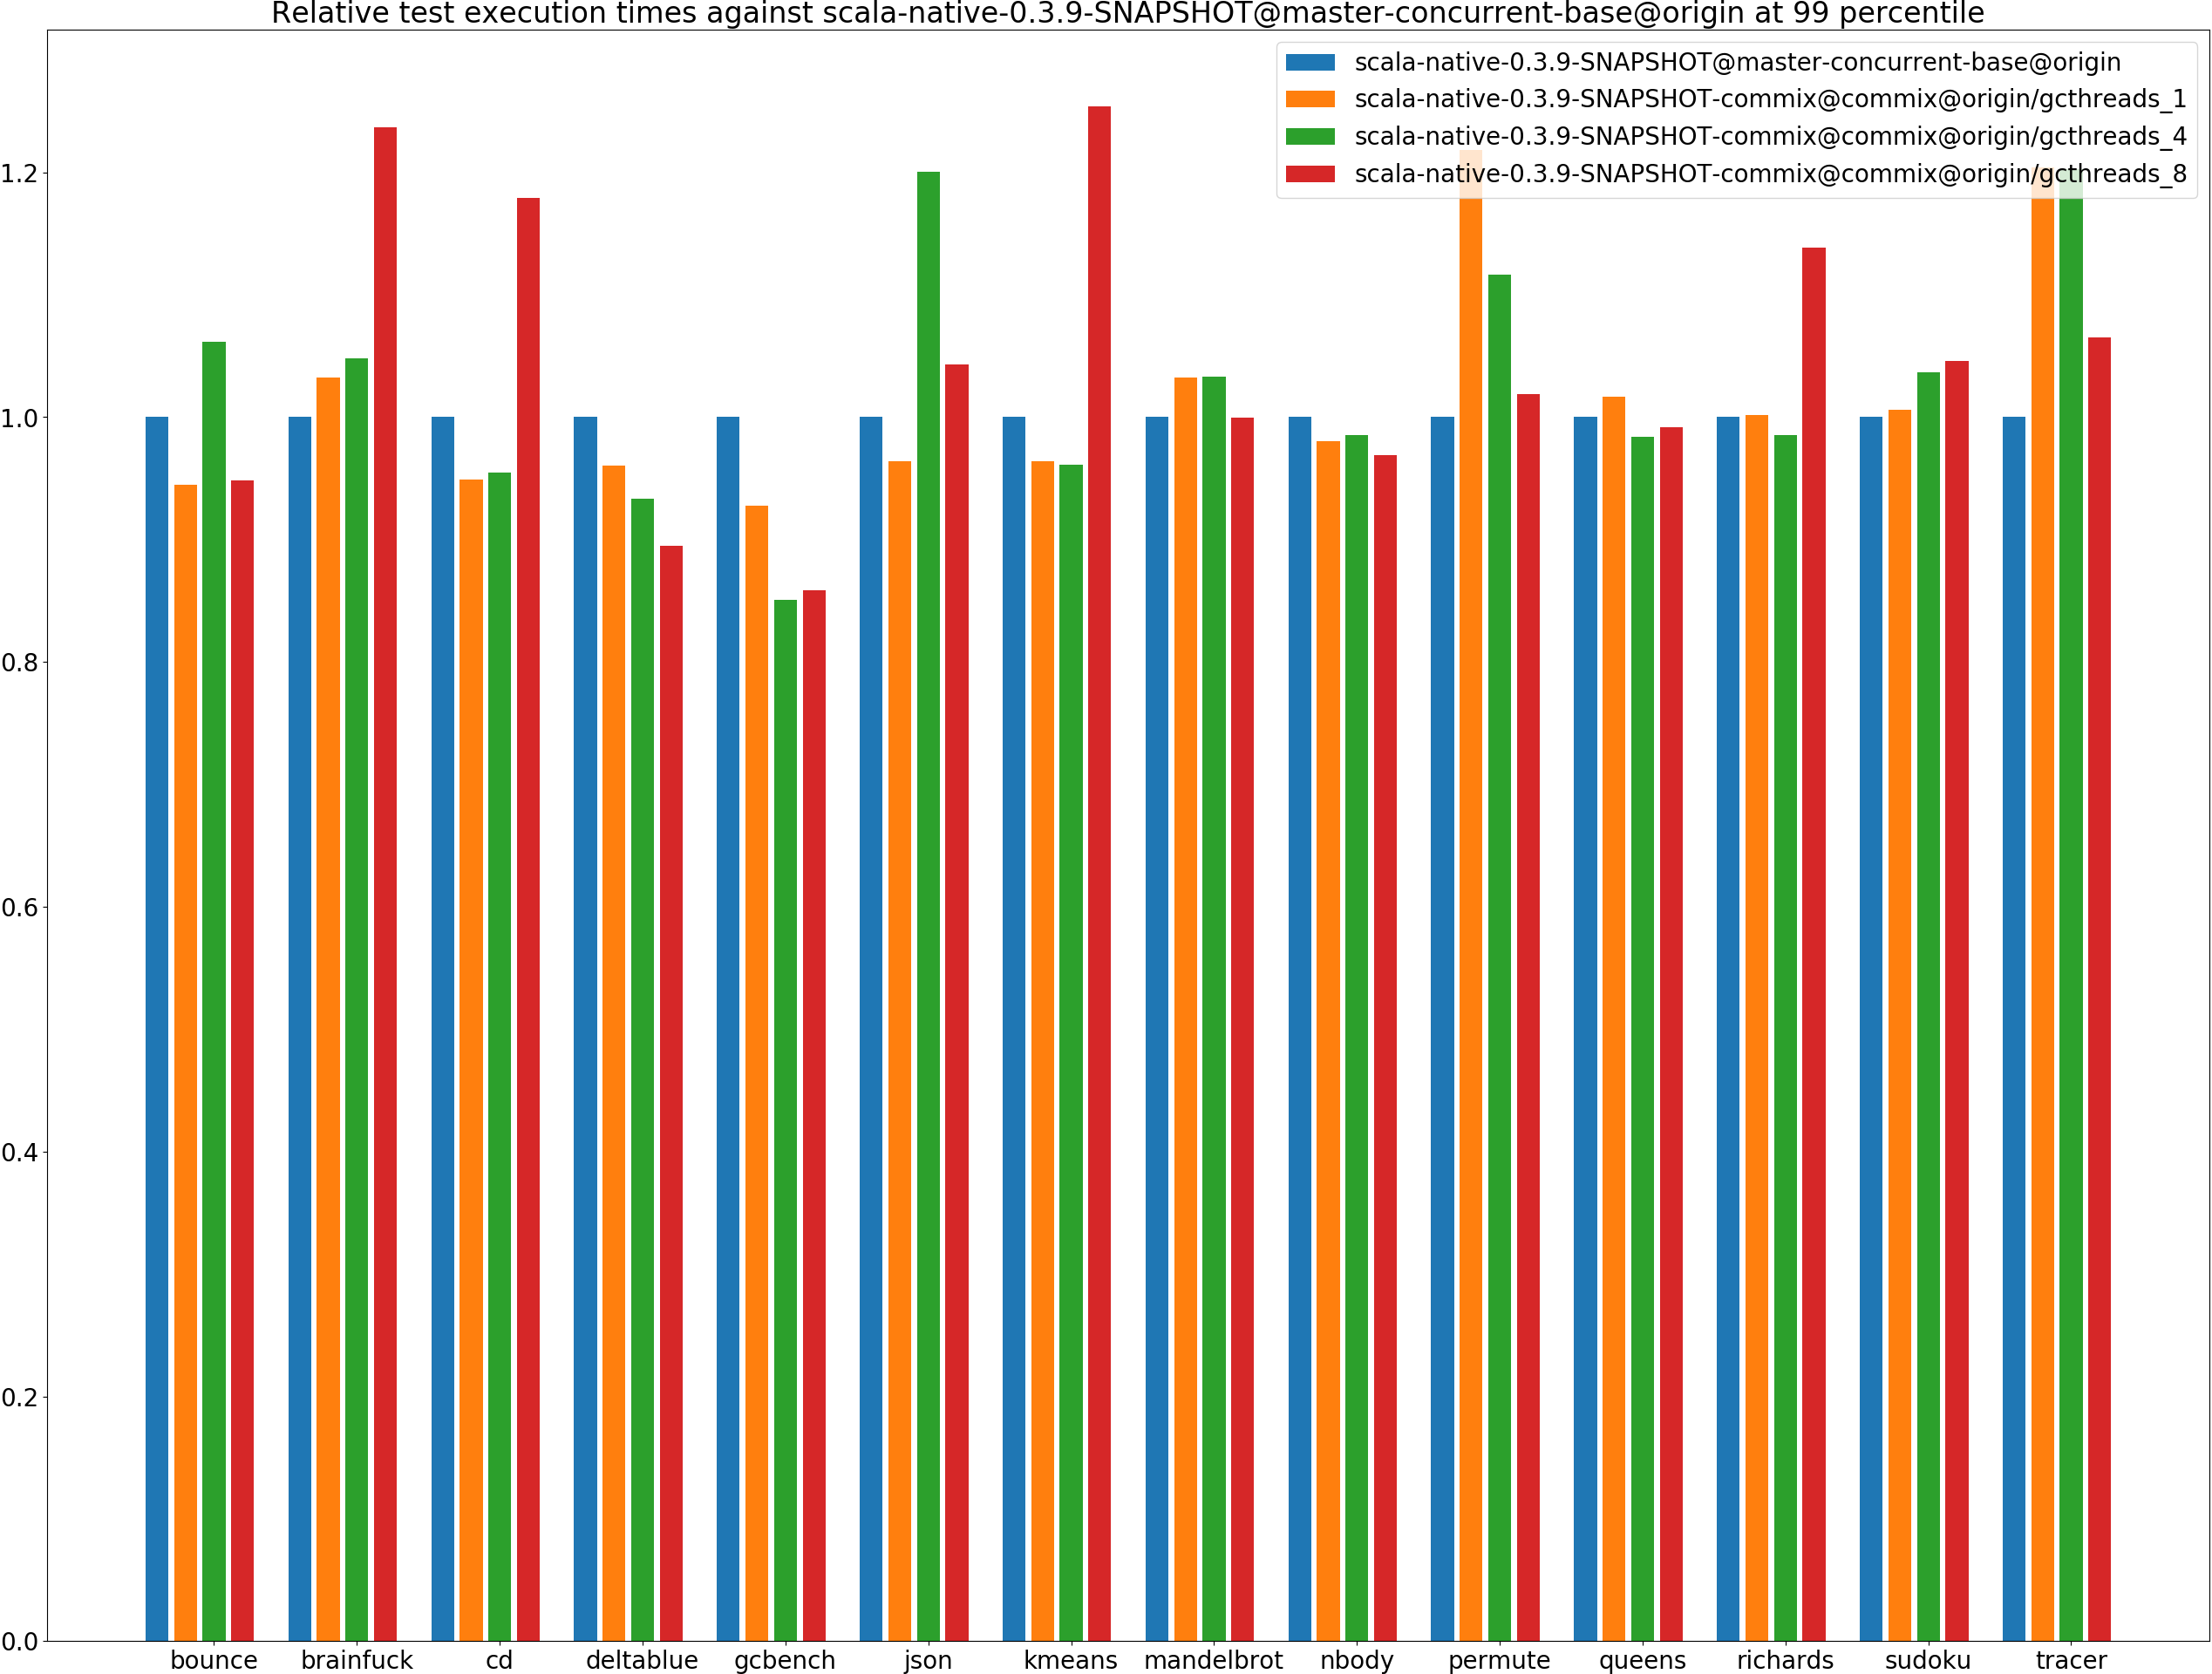 Relative test execution times against scala-native-0.3.9-SNAPSHOT@master-concurrent-base@origin at 99 percentile
scala-native-0.3.9-SNAPSHOT@master-concurrent-base@origin
scala-native-0.3.9-SNAPSHOT-commix@commix@origin/gcthreads_1
scala-native-0.3.9-SNAPSHOT-commix@commix@origin/gcthreads_4
scala-native-0.3.9-SNAPSHOT-commix@commix@origin/gcthreads_8
1.2
1.0
0.8
0.6
0.4
0.2
0.0
bounce brainfuck cd deltablue gcbench json kmeans mandelbrot nbody permute queens richards sudoku tracer